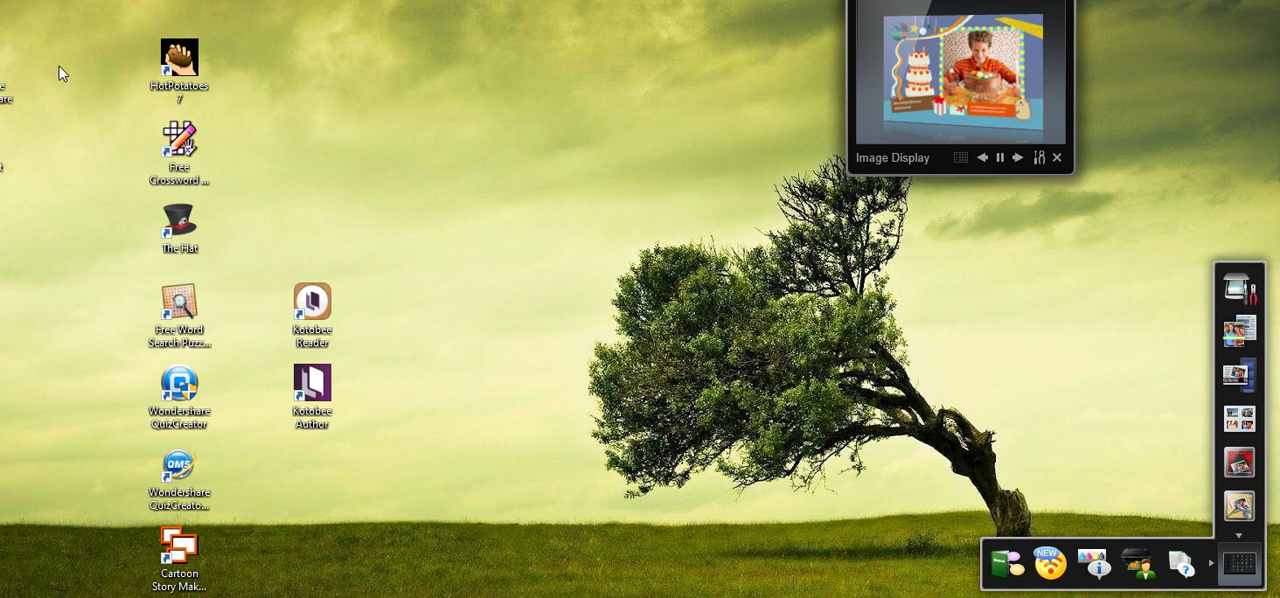 HotPotatoes
7
Free
Crossword ...
The Hat
Free Word
Search Puzz...
Kotobee
Reader
Wondershare
QuizCreator
Kotobee
Author
QMS
Wondershare
QuizCreato...
Cartoon
Story Mak...
Image Display
NEW